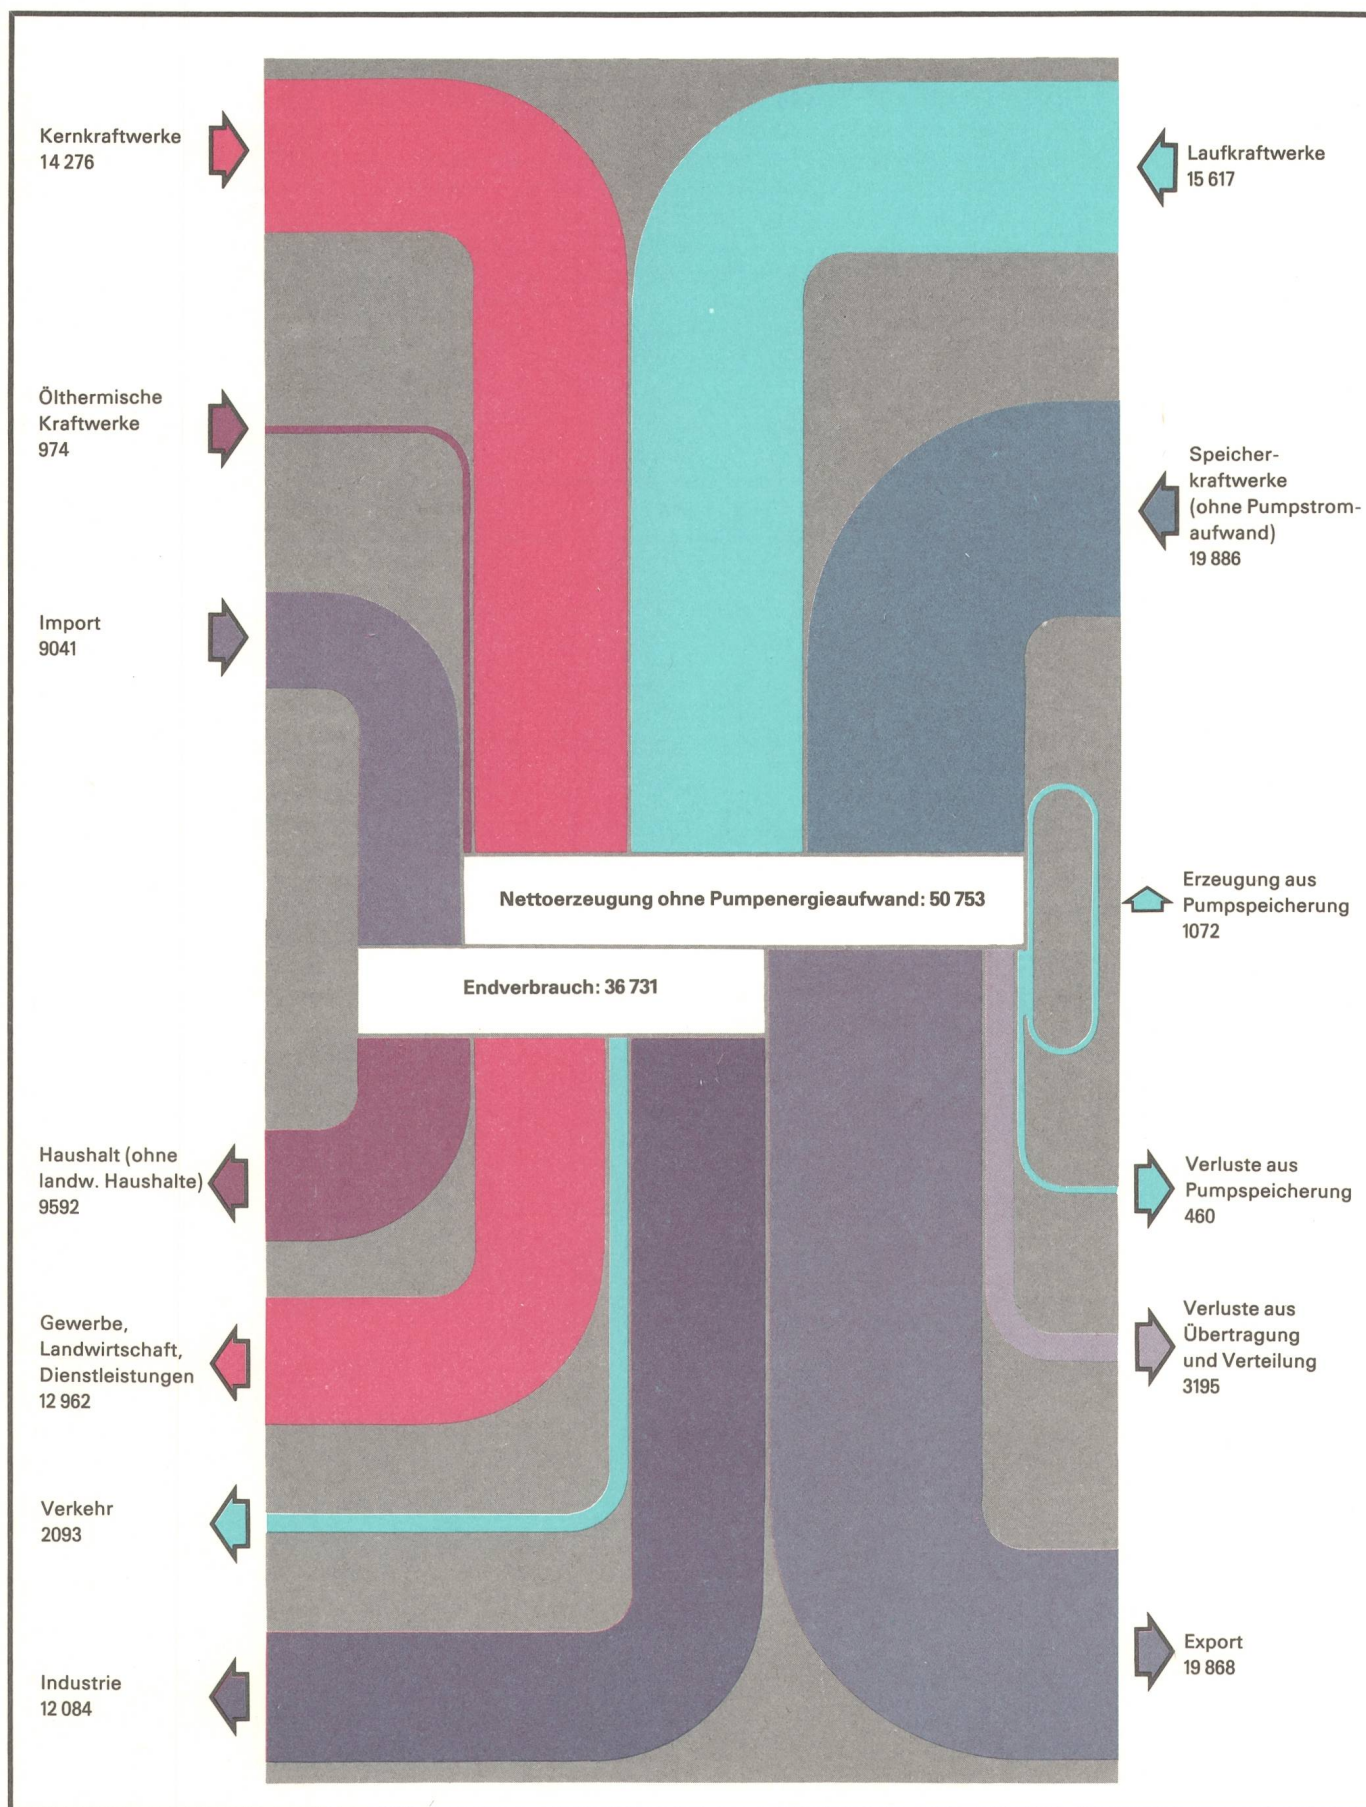 Kernkraftwerke
14 276
Ölthermische
Kraftwerke
974
Import
9041
Laufkraftwerke
15 617
Speicher-
kraftwerke
(ohne Pumpstrom-
aufwand)
19 886
Nettoerzeugung ohne Pumpenergieaufwand: 50 753
Erzeugung aus
Pumpspeicherung
1072
Endverbrauch: 36 731
Haushalt (ohne
landw. Haushalte)
9592
Gewerbe,
Landwirtschaft,
Dienstleistungen
12 962
Verkehr
2093
Industrie
12 084
Verluste aus
Pumpspeicherung
460
Verluste aus
Übertragung
und Verteilung
3195
Export
19 868